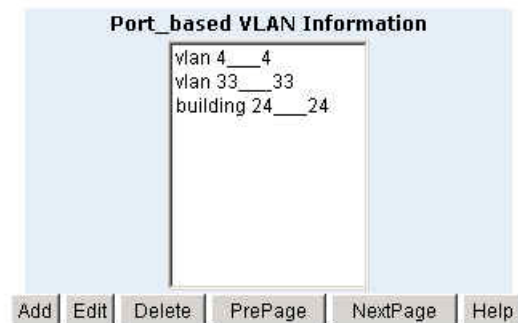 Port_based VLAN Information
vlan 4___4
vlan 33___33
building 24___24
Add Edit Delete PrePage NextPage Help